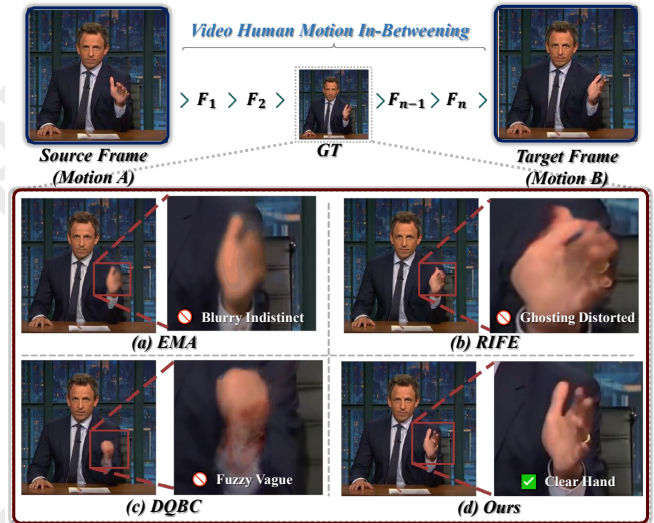 Video Human Motion In-Betweening
F₁ F₂ Fₙ₋₁ Fₙ
Source Frame
(Motion A)
GT
Target Frame
(Motion B)
Blurry Indistinct
Ghosting Distorted
(a) EMA
(b) RIFE
Fuzzy Vague
Clear Hand
(c) DQBC
(d) Ours